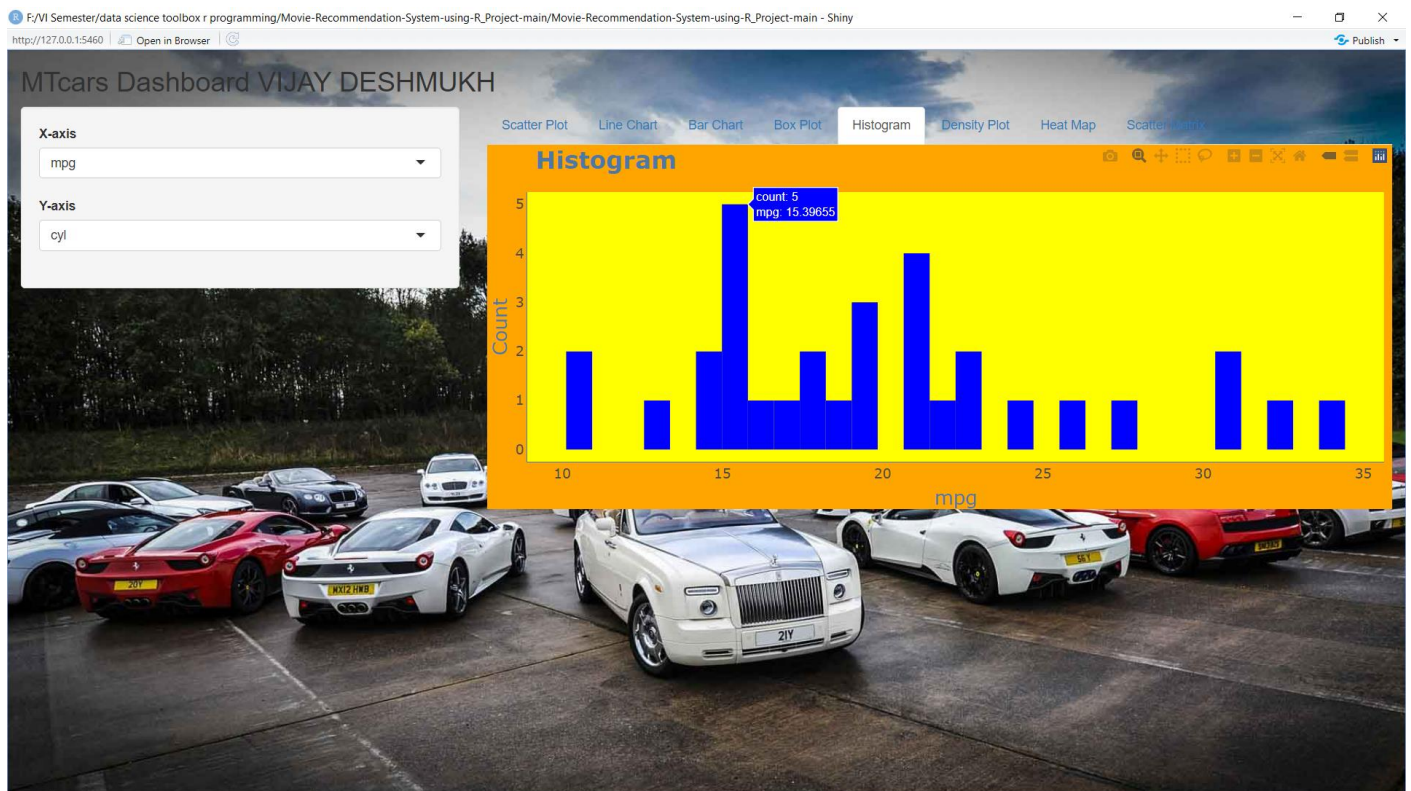 F:/VI Semester/data science toolbox r programming/Movie-Recommendation-System-using-R_Project-main/Movie-Recommendation-System-using-R_Project-main - Shiny
http://127.0.0.1:5460 Open in Browser Publish
MTcars Dashboard VIJAY DESHMUKH
X-axis
mpg
Y-axis
cyl
Scatter Plot Line Chart Bar Chart Box Plot Histogram Density Plot Heat Map Scatter Matrix
Histogram
count: 5
mpg: 15.39655
5
4
3
2
1
0
Count
10 15 20 25 30 35
mpg
20Y
MX12 HWB
21Y